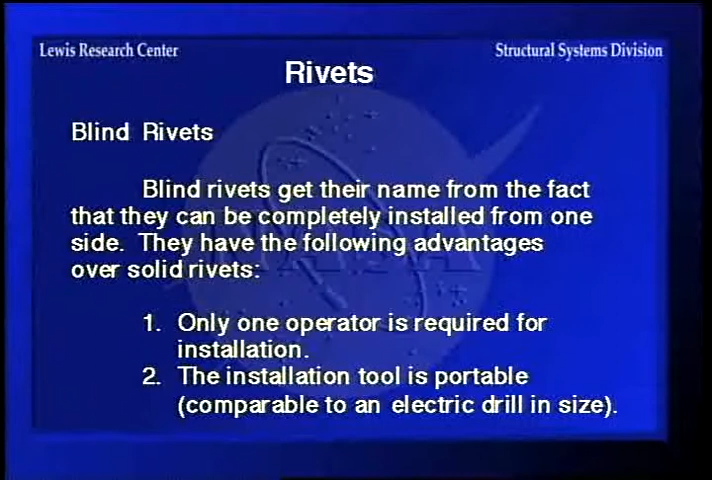 Lewis Research Center
Structural Systems Division
Rivets
Blind Rivets
Blind rivets get their name from the fact
that they can be completely installed from one
side. They have the following advantages
over solid rivets:
1. Only one operator is required for
installation.
2. The installation tool is portable
(comparable to an electric drill in size).
NASA